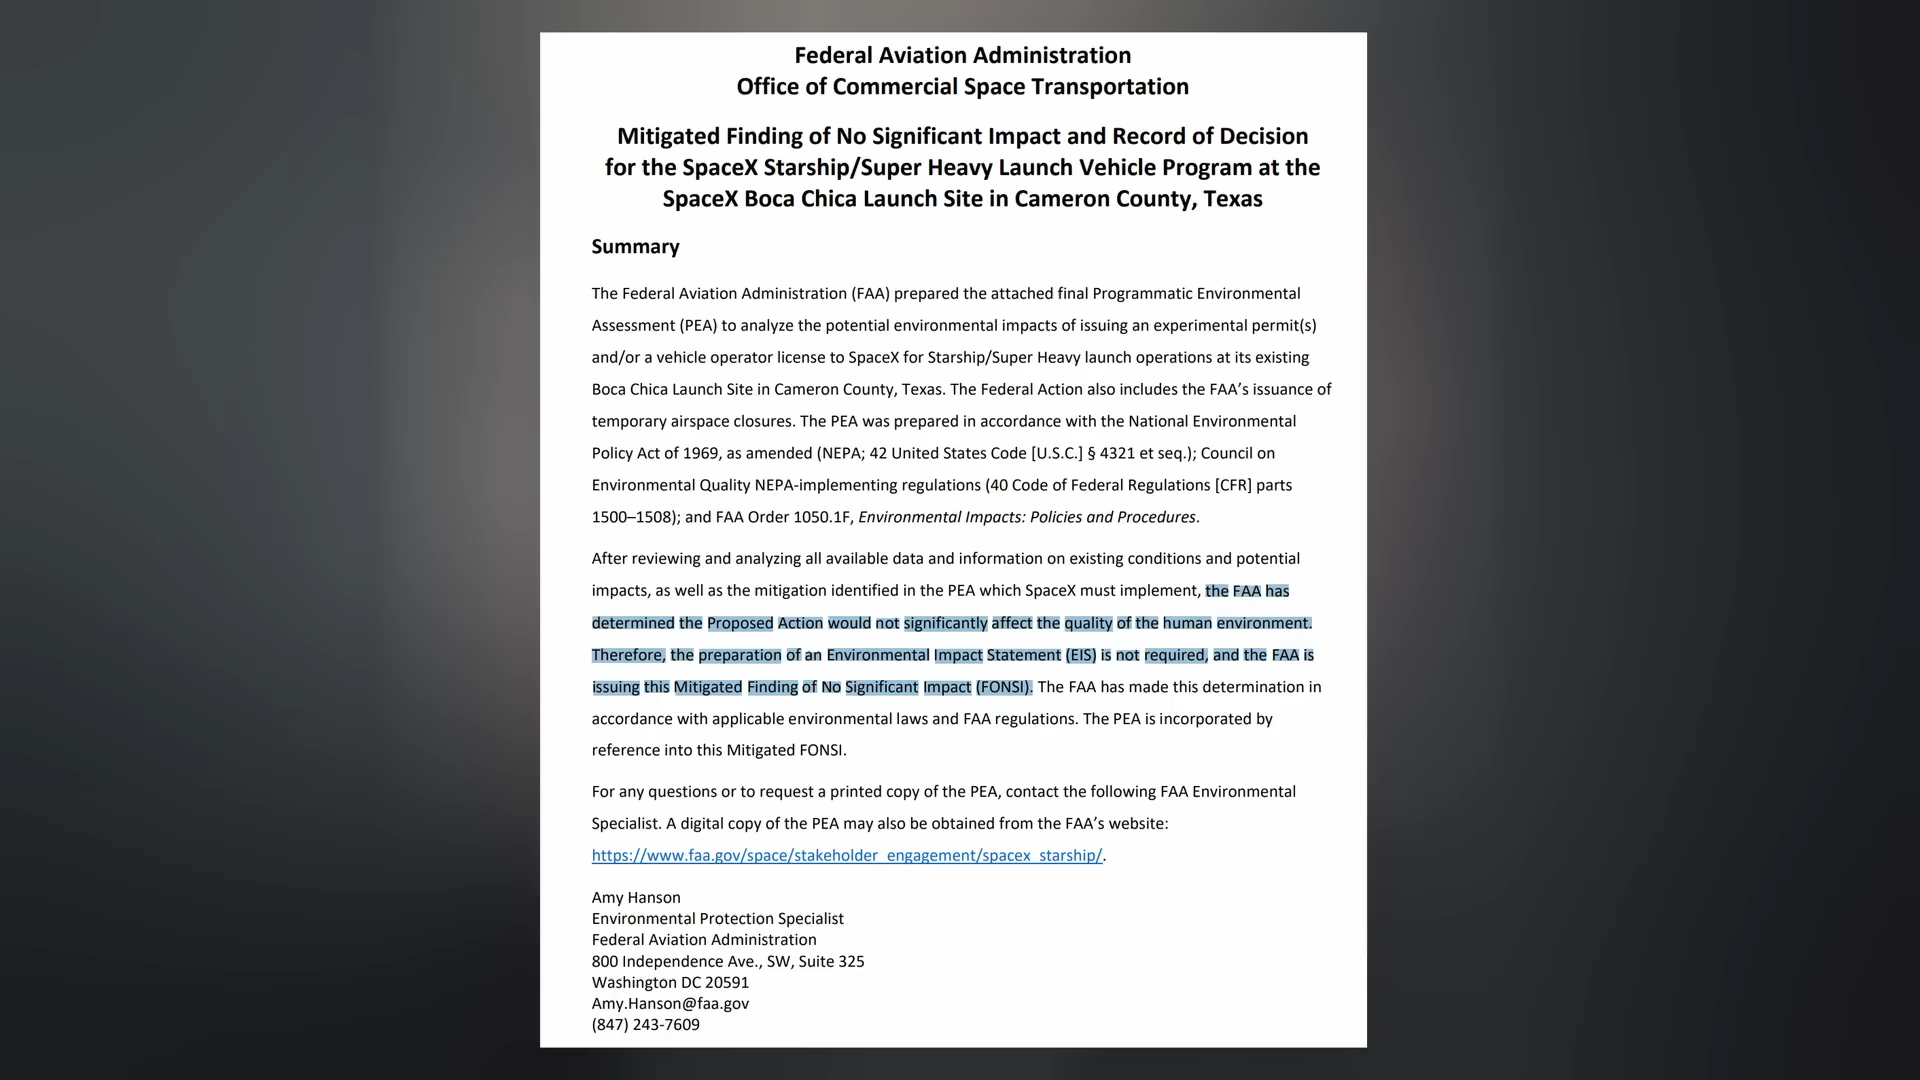 Federal Aviation Administration
Office of Commercial Space Transportation
Mitigated Finding of No Significant Impact and Record of Decision
for the SpaceX Starship/Super Heavy Launch Vehicle Program at the
SpaceX Boca Chica Launch Site in Cameron County, Texas
Summary
The Federal Aviation Administration (FAA) prepared the attached final Programmatic Environmental
Assessment (PEA) to analyze the potential environmental impacts of issuing an experimental permit(s)
and/or a vehicle operator license to SpaceX for Starship/Super Heavy launch operations at its existing
Boca Chica Launch Site in Cameron County, Texas. The Federal Action also includes the FAA’s issuance of
temporary airspace closures. The PEA was prepared in accordance with the National Environmental
Policy Act of 1969, as amended (NEPA; 42 United States Code [U.S.C.] § 4321 et seq.); Council on
Environmental Quality NEPA-implementing regulations (40 Code of Federal Regulations [CFR] parts
1500–1508); and FAA Order 1050.1F, Environmental Impacts: Policies and Procedures.
After reviewing and analyzing all available data and information on existing conditions and potential
impacts, as well as the mitigation identified in the PEA which SpaceX must implement, the FAA has
determined the Proposed Action would not significantly affect the quality of the human environment.
Therefore, the preparation of an Environmental Impact Statement (EIS) is not required, and the FAA is
issuing this Mitigated Finding of No Significant Impact (FONSI). The FAA has made this determination in
accordance with applicable environmental laws and FAA regulations. The PEA is incorporated by
reference into this Mitigated FONSI.
For any questions or to request a printed copy of the PEA, contact the following FAA Environmental
Specialist. A digital copy of the PEA may also be obtained from the FAA’s website:
https://www.faa.gov/space/stakeholder_engagement/spacex_starship/.
Amy Hanson
Environmental Protection Specialist
Federal Aviation Administration
800 Independence Ave., SW, Suite 325
Washington DC 20591
Amy.Hanson@faa.gov
(847) 243-7609